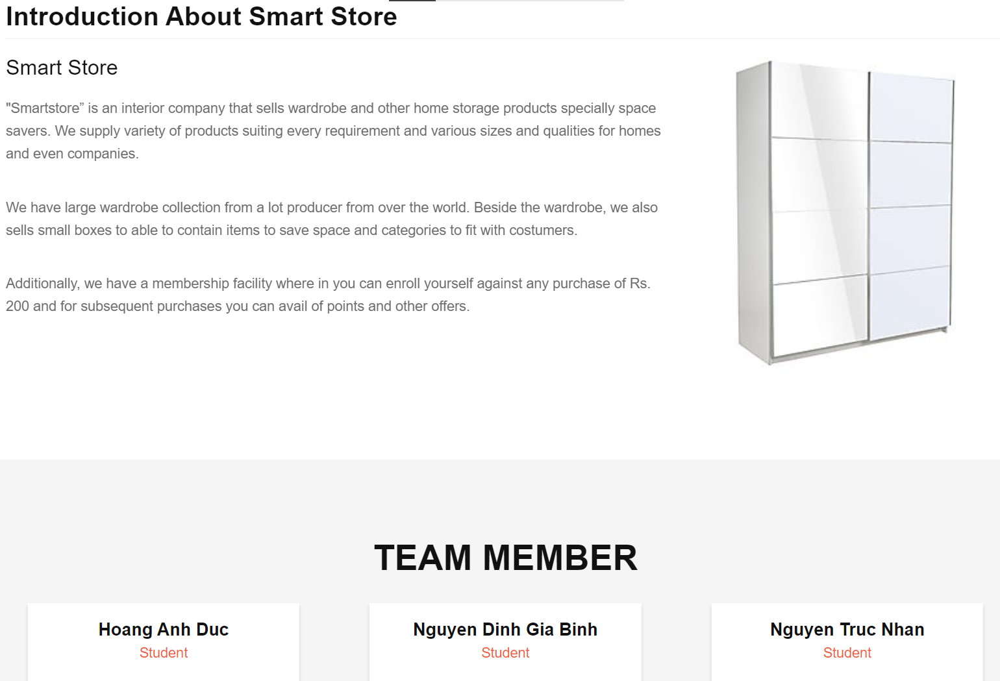 Introduction About Smart Store
Smart Store
"Smartstore” is an interior company that sells wardrobe and other home storage products specially space
savers. We supply variety of products suiting every requirement and various sizes and qualities for homes
and even companies.
We have large wardrobe collection from a lot producer from over the world. Beside the wardrobe, we also
sells small boxes to able to contain items to save space and categories to fit with costumers.
Additionally, we have a membership facility where in you can enroll yourself against any purchase of Rs.
200 and for subsequent purchases you can avail of points and other offers.
TEAM MEMBER
Hoang Anh Duc
Student
Nguyen Dinh Gia Binh
Student
Nguyen Truc Nhan
Student